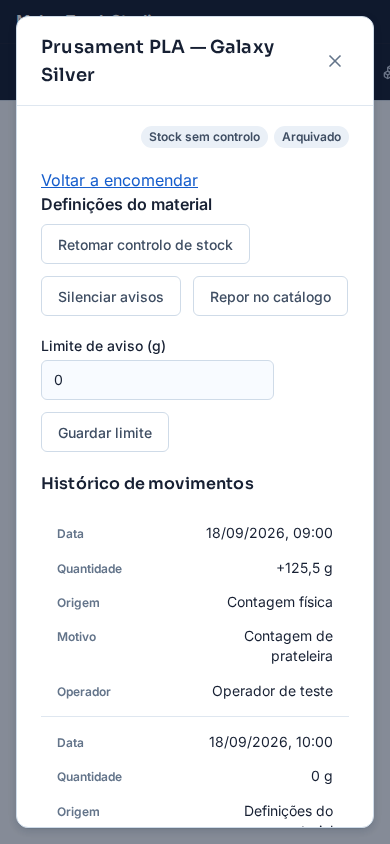 Prusament PLA — Galaxy
Silver
Stock sem controlo
Arquivado
Voltar a encomendar
Definições do material
Retomar controlo de stock
Silenciar avisos
Repor no catálogo
Limite de aviso (g)
0
Guardar limite
Histórico de movimentos
Data
18/09/2026, 09:00
Quantidade
+125,5 g
Origem
Contagem física
Motivo
Contagem de
prateleira
Operador
Operador de teste
Data
18/09/2026, 10:00
Quantidade
0 g
Origem
Definições do